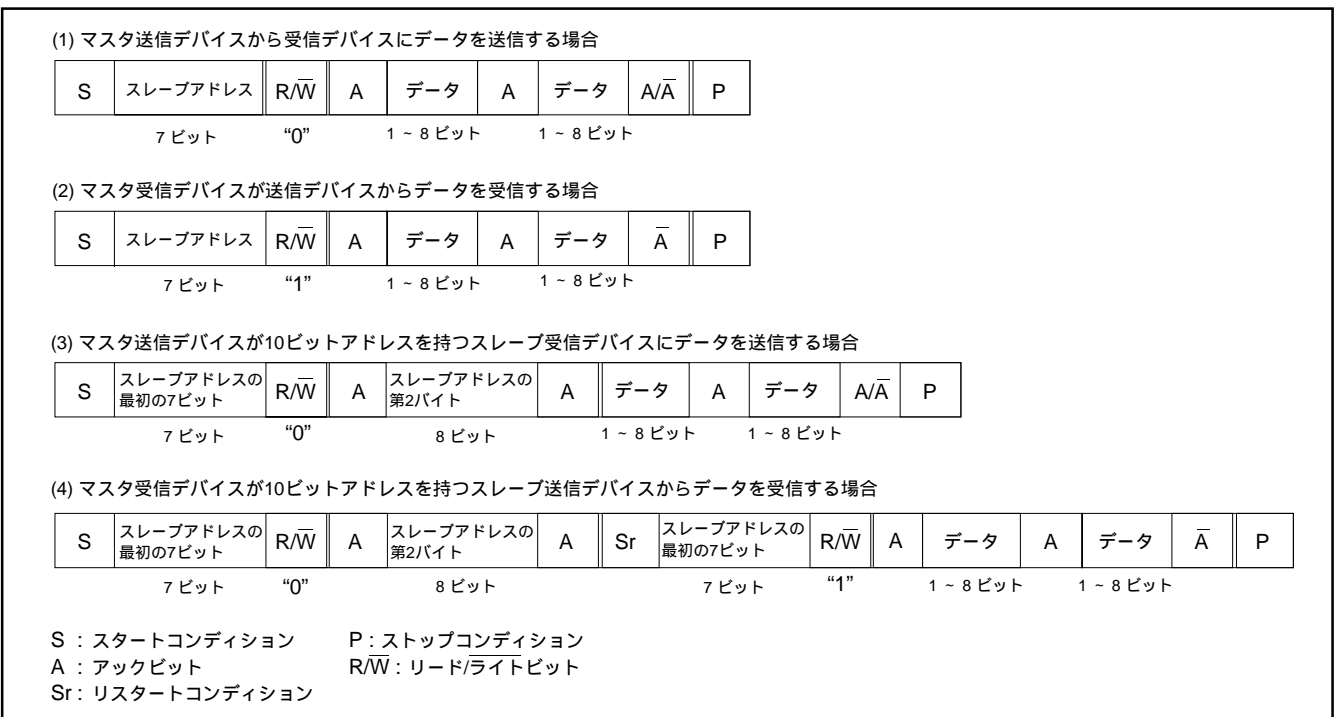 (1) マスタ送信デバイスから受信デバイスにデータを送信する場合
S スレーブアドレス R/W̅ A データ A データ A/A̅ P
7 ビット “0” 1 ~ 8 ビット 1 ~ 8 ビット
(2) マスタ受信デバイスが送信デバイスからデータを受信する場合
S スレーブアドレス R/W̅ A データ A データ A̅ P
7 ビット “1” 1 ~ 8 ビット 1 ~ 8 ビット
(3) マスタ送信デバイスが10ビットアドレスを持つスレーブ受信デバイスにデータを送信する場合
S スレーブアドレスの最初の7ビット R/W̅ A スレーブアドレスの第2バイト A データ A データ A/A̅ P
7 ビット “0” 8 ビット 1 ~ 8 ビット 1 ~ 8 ビット
(4) マスタ受信デバイスが10ビットアドレスを持つスレーブ送信デバイスからデータを受信する場合
S スレーブアドレスの最初の7ビット R/W̅ A スレーブアドレスの第2バイト A Sr スレーブアドレスの最初の7ビット R/W̅ A データ A データ A̅ P
7 ビット “0” 8 ビット 7 ビット “1” 1 ~ 8 ビット 1 ~ 8 ビット
S : スタートコンディション P : ストップコンディション
A : アックビット R/W̅ : リード/ラ̅イ̅ト̅ビット
Sr : リスタートコンディション